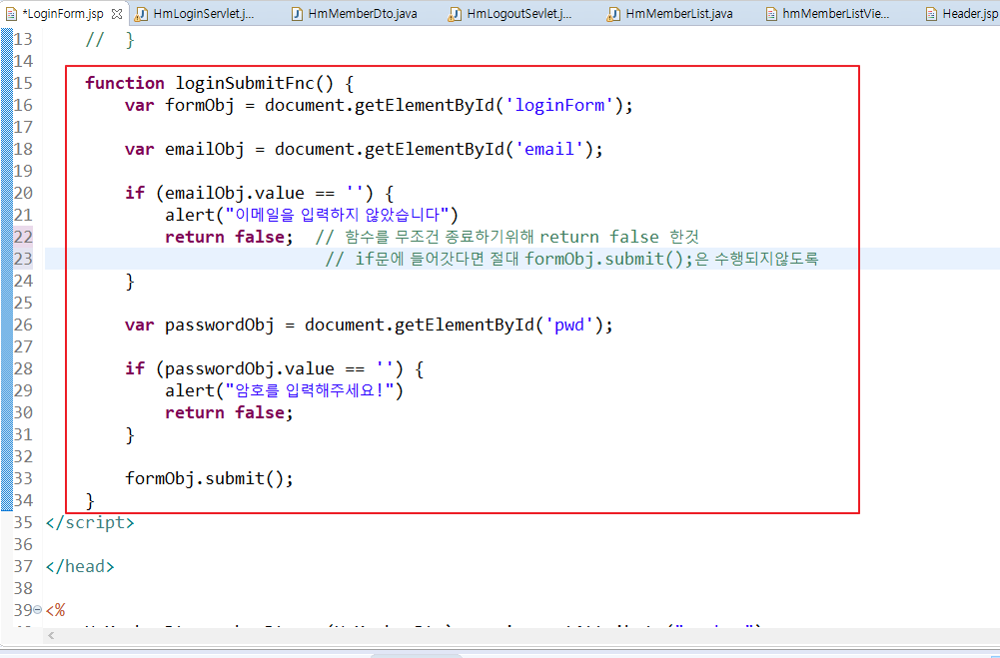 *LoginForm.jsp HmLoginServlet.j... HmMemberDto.java HmLogoutSevlet.j... HmMemberList.java hmMemberListVie... Header.jsp
13 // }
14
15 function loginSubmitFnc() {
16 var formObj = document.getElementById('loginForm');
17
18 var emailObj = document.getElementById('email');
19
20 if (emailObj.value == '') {
21 alert("이메일을 입력하지 않았습니다")
22 return false; // 함수를 무조건 종료하기위해 return false 한것
23 // if문에 들어갓다면 절대 formObj.submit();은 수행되지않도록
24 }
25
26 var passwordObj = document.getElementById('pwd');
27
28 if (passwordObj.value == '') {
29 alert("암호를 입력해주세요!")
30 return false;
31 }
32
33 formObj.submit();
34 }
35 </script>
36
37 </head>
38
39 <%